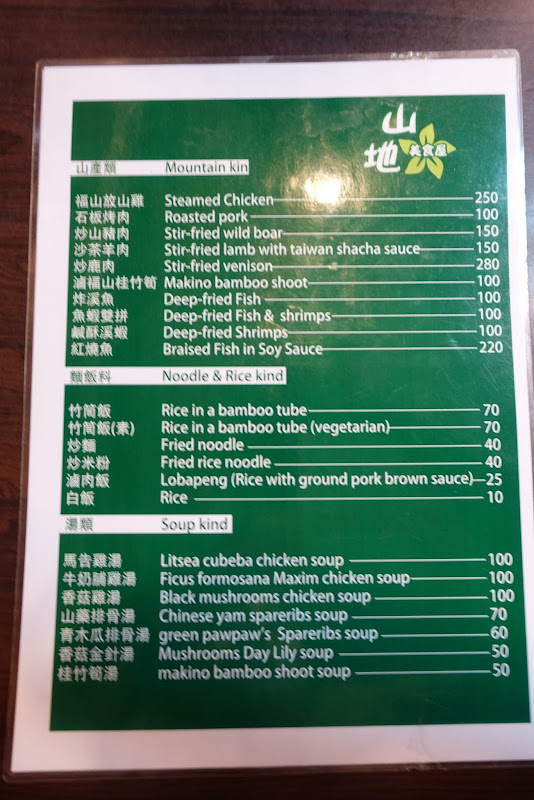 山地 美食屋
山產類 Mountain kin
福山放山雞 Steamed Chicken 250
石板烤肉 Roasted pork 100
炒山豬肉 Stir-fried wild boar 150
沙茶羊肉 Stir-fried lamb with taiwan shacha sauce 150
炒鹿肉 Stir-fried venison 280
滷福山桂竹筍 Makino bamboo shoot 100
炸溪魚 Deep-fried Fish 100
魚蝦雙拼 Deep-fried Fish & shrimps 100
鹹酥溪蝦 Deep-fried Shrimps 100
紅燒魚 Braised Fish in Soy Sauce 220
麵飯料 Noodle & Rice kind
竹筒飯 Rice in a bamboo tube 70
竹筒飯(素) Rice in a bamboo tube (vegetarian) 70
炒麵 Fried noodle 40
炒米粉 Fried rice noodle 40
滷肉飯 Lobapeng (Rice with ground pork brown sauce) 25
白飯 Rice 10
湯類 Soup kind
馬告雞湯 Litsea cubeba chicken soup 100
牛奶脯雞湯 Ficus formosana Maxim chicken soup 100
香菇雞湯 Black mushrooms chicken soup 100
山藥排骨湯 Chinese yam spareribs soup 70
青木瓜排骨湯 green pawpaw's Spareribs soup 60
香菇金針湯 Mushrooms Day Lily soup 50
桂竹筍湯 makino bamboo shoot soup 50